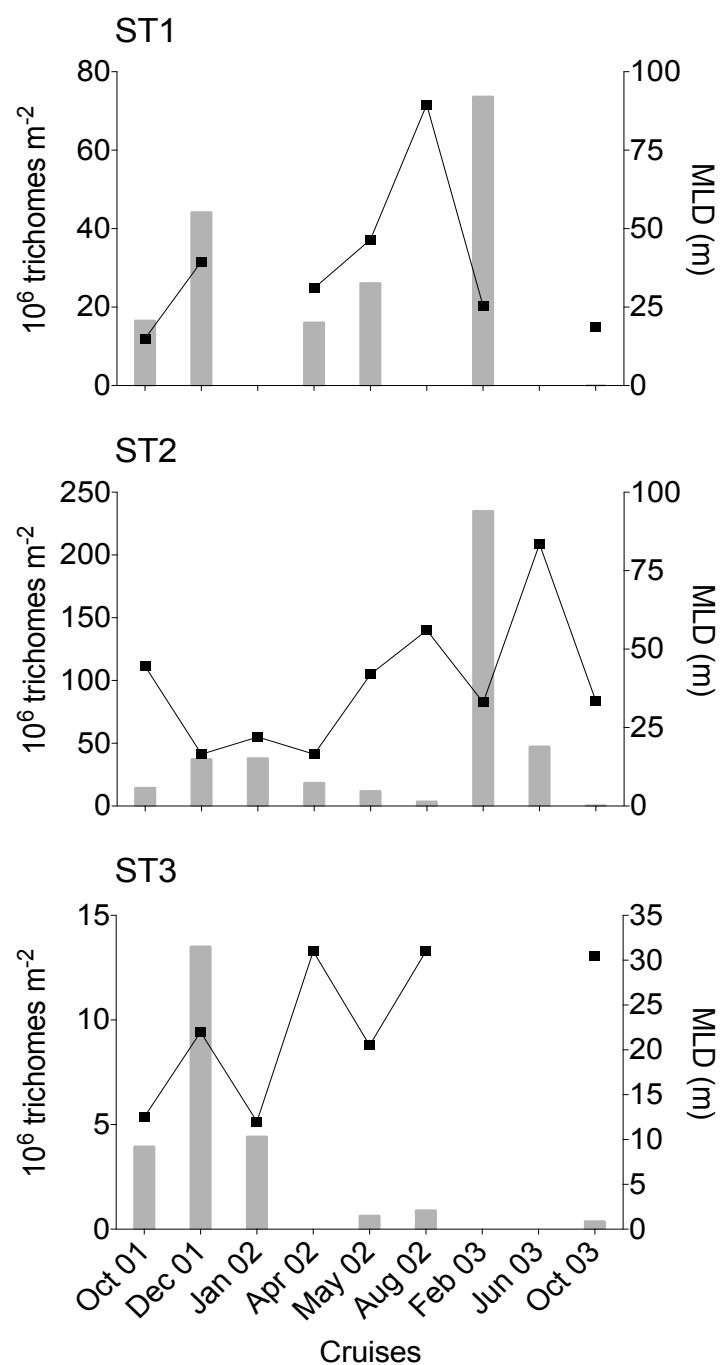 ST1
80
60
40
20
0
10⁶ trichomes m⁻²
100
75
50
25
0
MLD (m)
ST2
250
200
150
100
50
0
10⁶ trichomes m⁻²
100
75
50
25
0
MLD (m)
ST3
15
10
5
0
10⁶ trichomes m⁻²
35
30
25
20
15
10
5
0
MLD (m)
Oct 01
Dec 01
Jan 02
Apr 02
May 02
Aug 02
Feb 03
Jun 03
Oct 03
Cruises